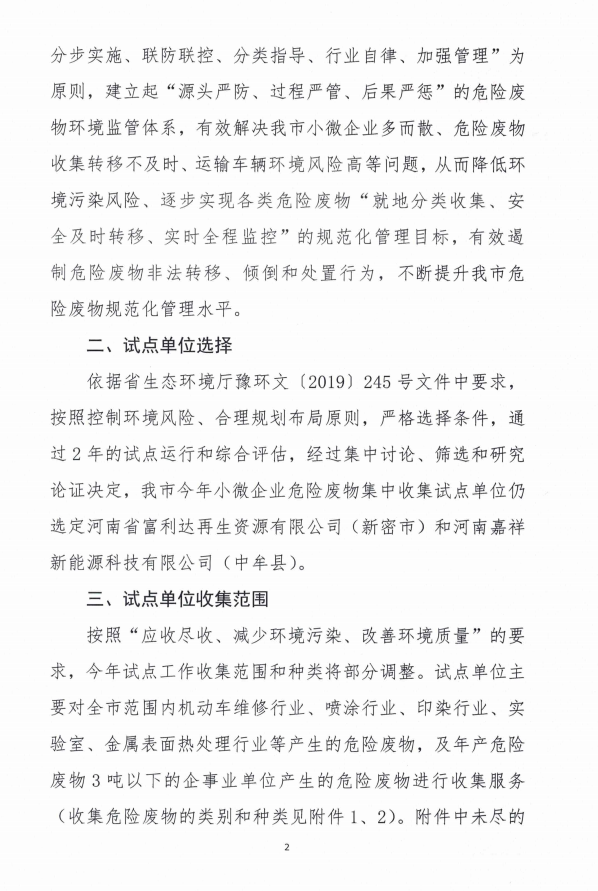 分步实施、联防联控、分类指导、行业自律、加强管理”为
原则，建立起“源头严防、过程严管、后果严惩”的危险废
物环境监管体系，有效解决我市小微企业多而散、危险废物
收集转移不及时、运输车辆环境风险高等问题，从而降低环
境污染风险、逐步实现各类危险废物“就地分类收集、安
全及时转移、实时全程监控”的规范化管理目标，有效遏
制危险废物非法转移、倾倒和处置行为，不断提升我市危
险废物规范化管理水平。
二、试点单位选择
依据省生态环境厅豫环文〔2019〕245 号文件中要求，
按照控制环境风险、合理规划布局原则，严格选择条件，通
过 2 年的试点运行和综合评估，经过集中讨论、筛选和研究
论证决定，我市今年小微企业危险废物集中收集试点单位仍
选定河南省富利达再生资源有限公司（新密市）和河南嘉祥
新能源科技有限公司（中牟县）。
三、试点单位收集范围
按照“应收尽收、减少环境污染、改善环境质量”的要
求，今年试点工作收集范围和种类将部分调整。试点单位主
要对全市范围内机动车维修行业、喷涂行业、印染行业、实
验室、金属表面热处理行业等产生的危险废物，及年产危险
废物 3 吨以下的企事业单位产生的危险废物进行收集服务
（收集危险废物的类别和种类见附件 1、2）。附件中未尽的
2